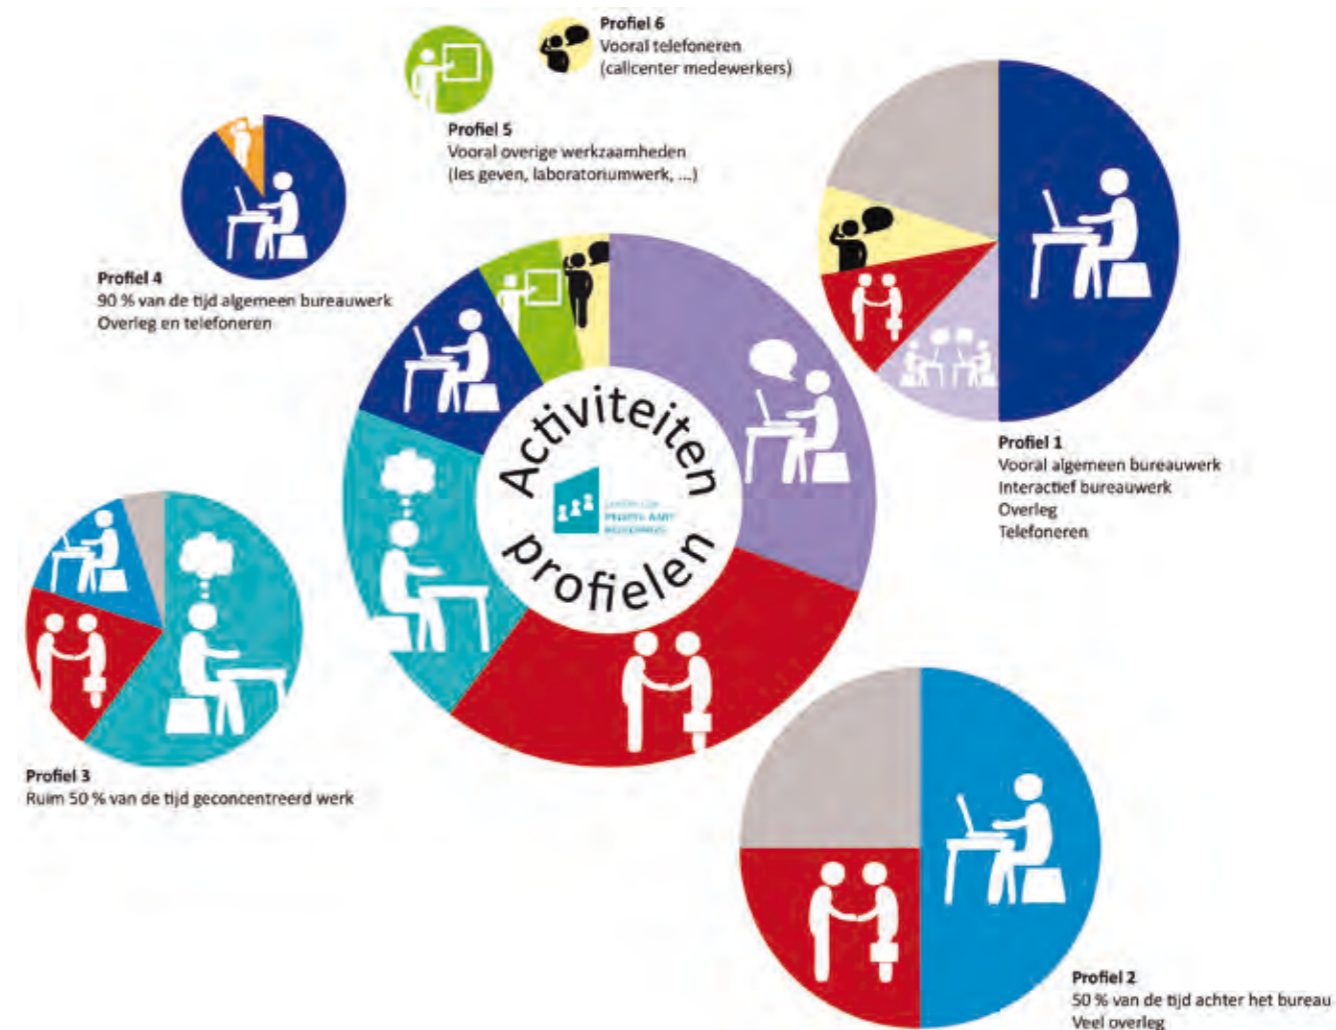 Profiel 6
Vooral telefoneren
(callcenter medewerkers)
Profiel 5
Vooral overige werkzaamheden
(les geven, laboratoriumwerk, ...)
Profiel 4
90 % van de tijd algemeen bureauwerk
Overleg en telefoneren
Profiel 1
Vooral algemeen bureauwerk
Interactief bureauwerk
Overleg
Telefoneren
Activiteiten
profielen
Profiel 3
Ruim 50 % van de tijd geconcentreerd werk
Profiel 2
50 % van de tijd achter het bureau
Veel overleg